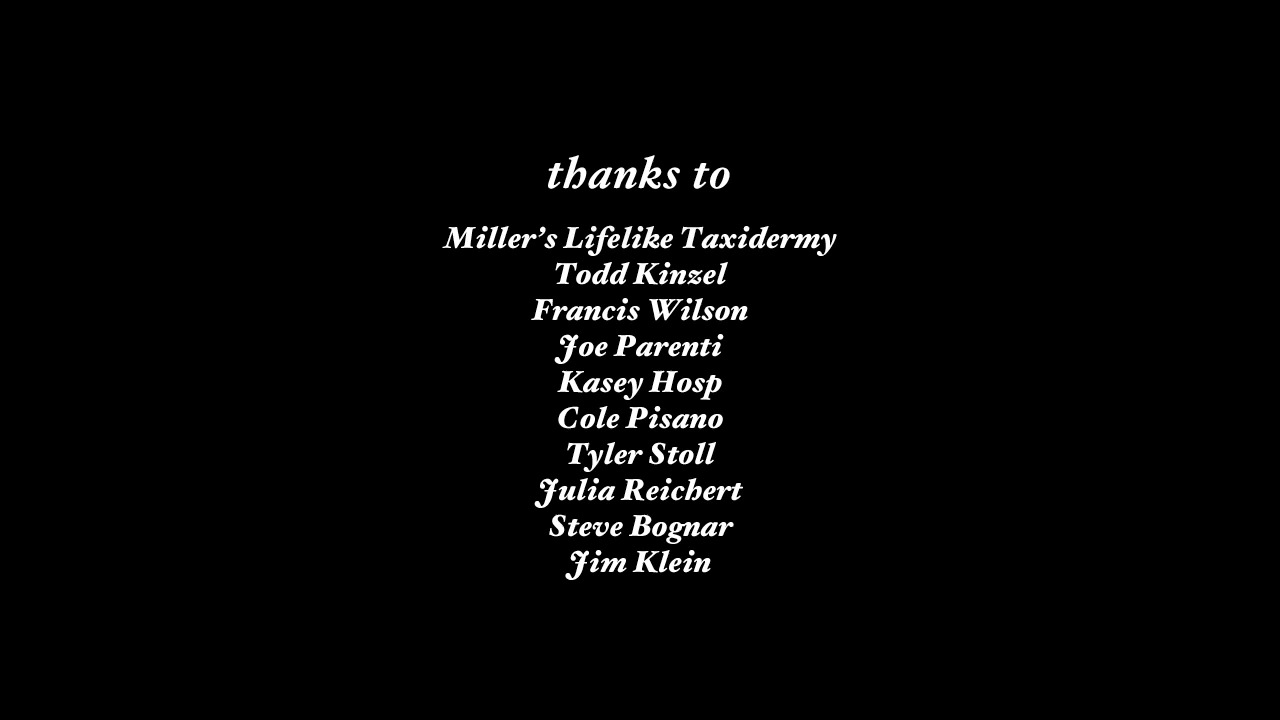 thanks to
Miller’s Lifelike Taxidermy
Todd Kinzel
Francis Wilson
Joe Parenti
Kasey Hosp
Cole Pisano
Tyler Stoll
Julia Reichert
Steve Bognar
Jim Klein